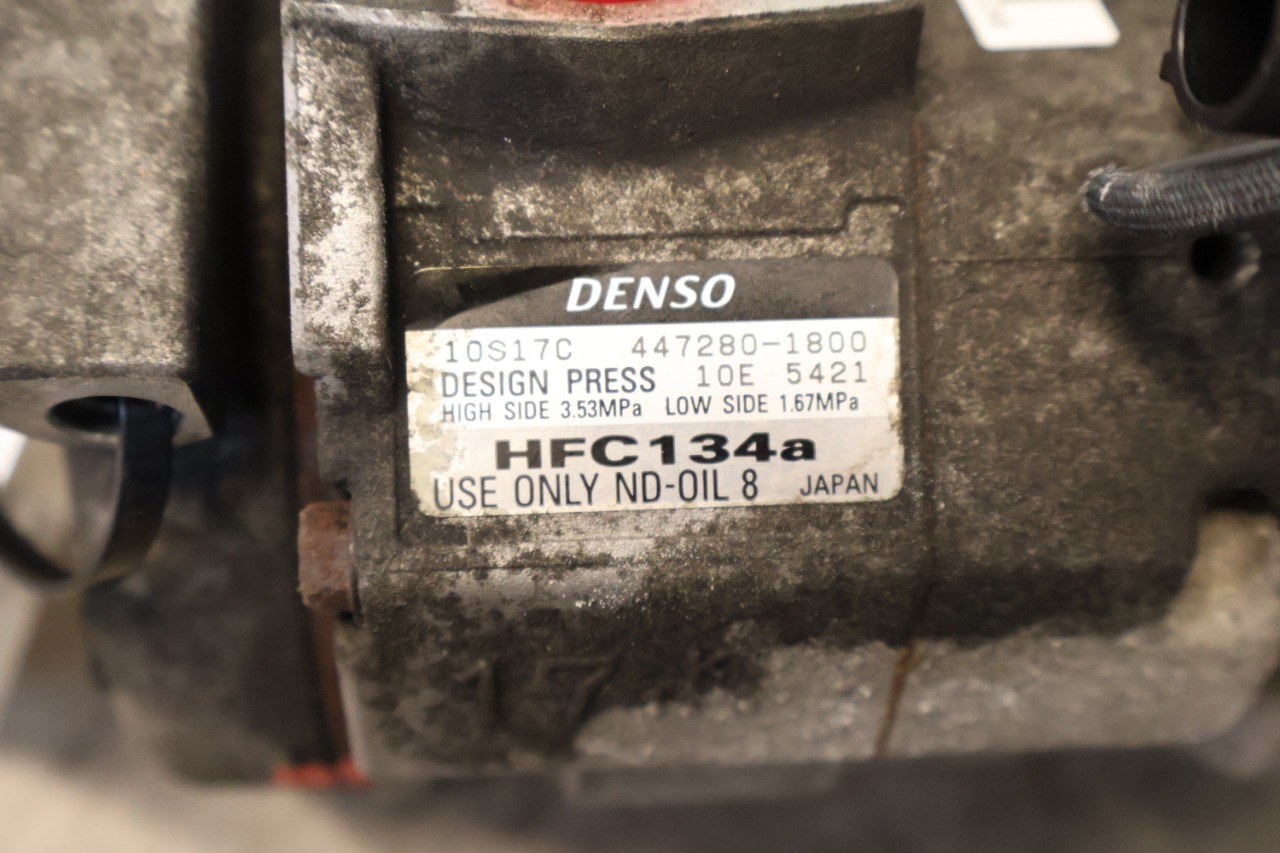 DENSO
10S17C 447280-1800
DESIGN PRESS 10E 5421
HIGH SIDE 3.53MPa LOW SIDE 1.67MPa
HFC134a
USE ONLY ND-OIL 8 JAPAN
17